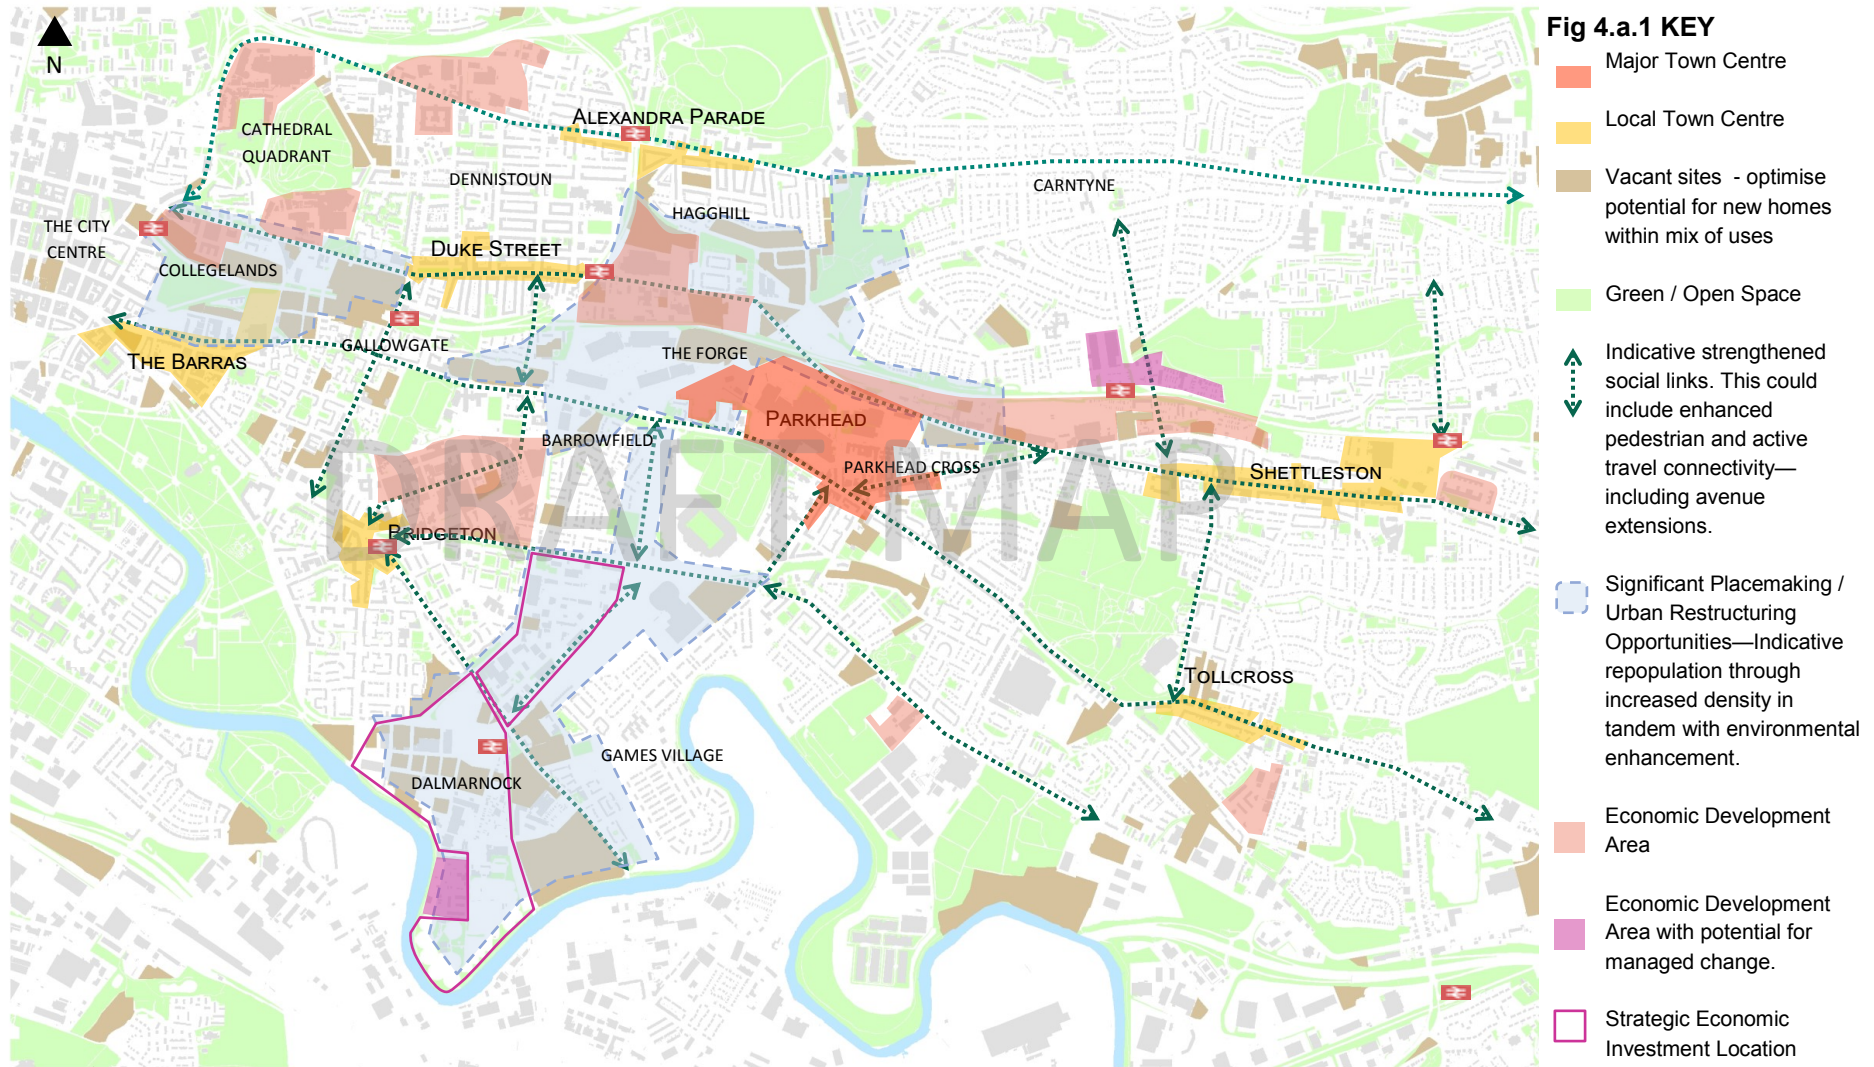 N
ALEXANDRA PARADE
CATHEDRAL
QUADRANT
DENNISTOUN
CARNTYNE
HAGGHILL
THE CITY
CENTRE
DUKE STREET
COLLEGELANDS
GALLOWGATE
THE FORGE
THE BARRAS
PARKHEAD
BARROWFIELD
PARKHEAD CROSS
SHETTLESTON
DRAFT MAP
BRIDGETON
TOLLCROSS
GAMES VILLAGE
DALMARNOCK
Fig 4.a.1 KEY
Major Town Centre
Local Town Centre
Vacant sites - optimise
potential for new homes
within mix of uses
Green / Open Space
Indicative strengthened
social links. This could
include enhanced
pedestrian and active
travel connectivity—
including avenue
extensions.
Significant Placemaking /
Urban Restructuring
Opportunities—Indicative
repopulation through
increased density in
tandem with environmental
enhancement.
Economic Development
Area
Economic Development
Area with potential for
managed change.
Strategic Economic
Investment Location